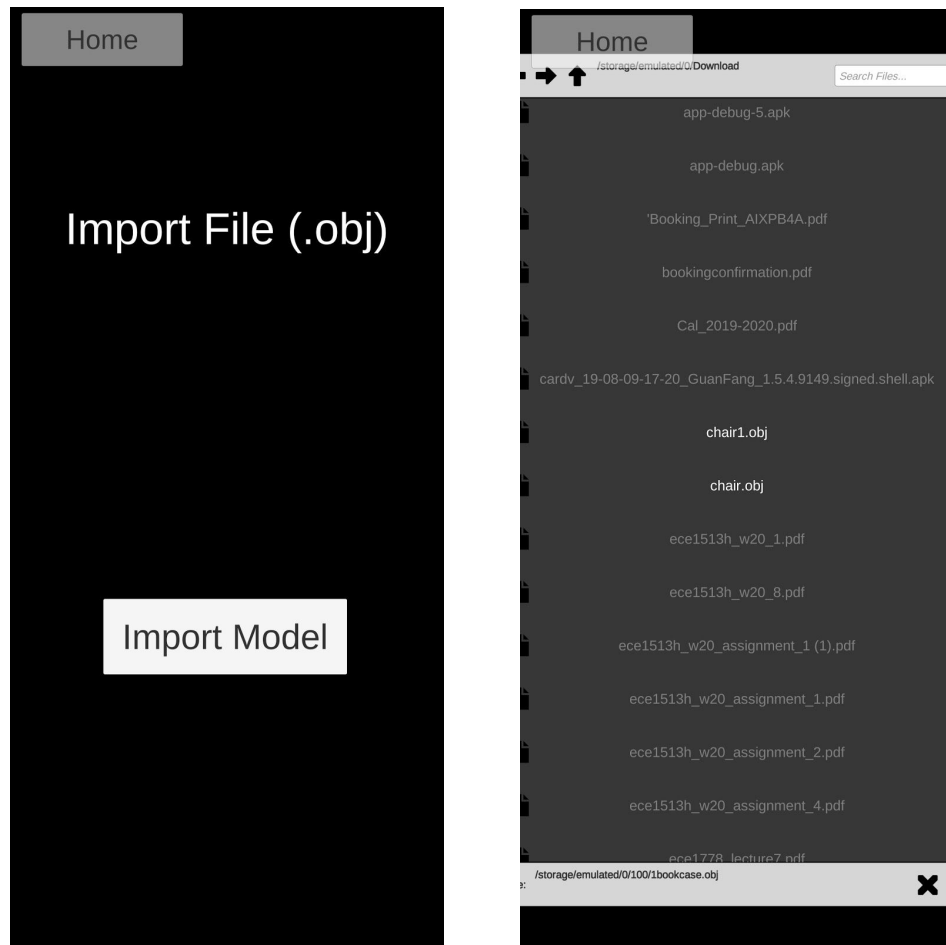 Home
Import File (.obj)
Import Model
Home
/storage/emulated/0/Download
Search Files...
app-debug-5.apk
app-debug.apk
'Booking_Print_AIXPB4A.pdf
bookingconfirmation.pdf
Cal_2019-2020.pdf
cardv_19-08-09-17-20_GuanFang_1.5.4.9149.signed.shell.apk
chair1.obj
chair.obj
ece1513h_w20_1.pdf
ece1513h_w20_8.pdf
ece1513h_w20_assignment_1 (1).pdf
ece1513h_w20_assignment_1.pdf
ece1513h_w20_assignment_2.pdf
ece1513h_w20_assignment_4.pdf
ece1778_lecture7.pdf
/storage/emulated/0/100/1bookcase.obj